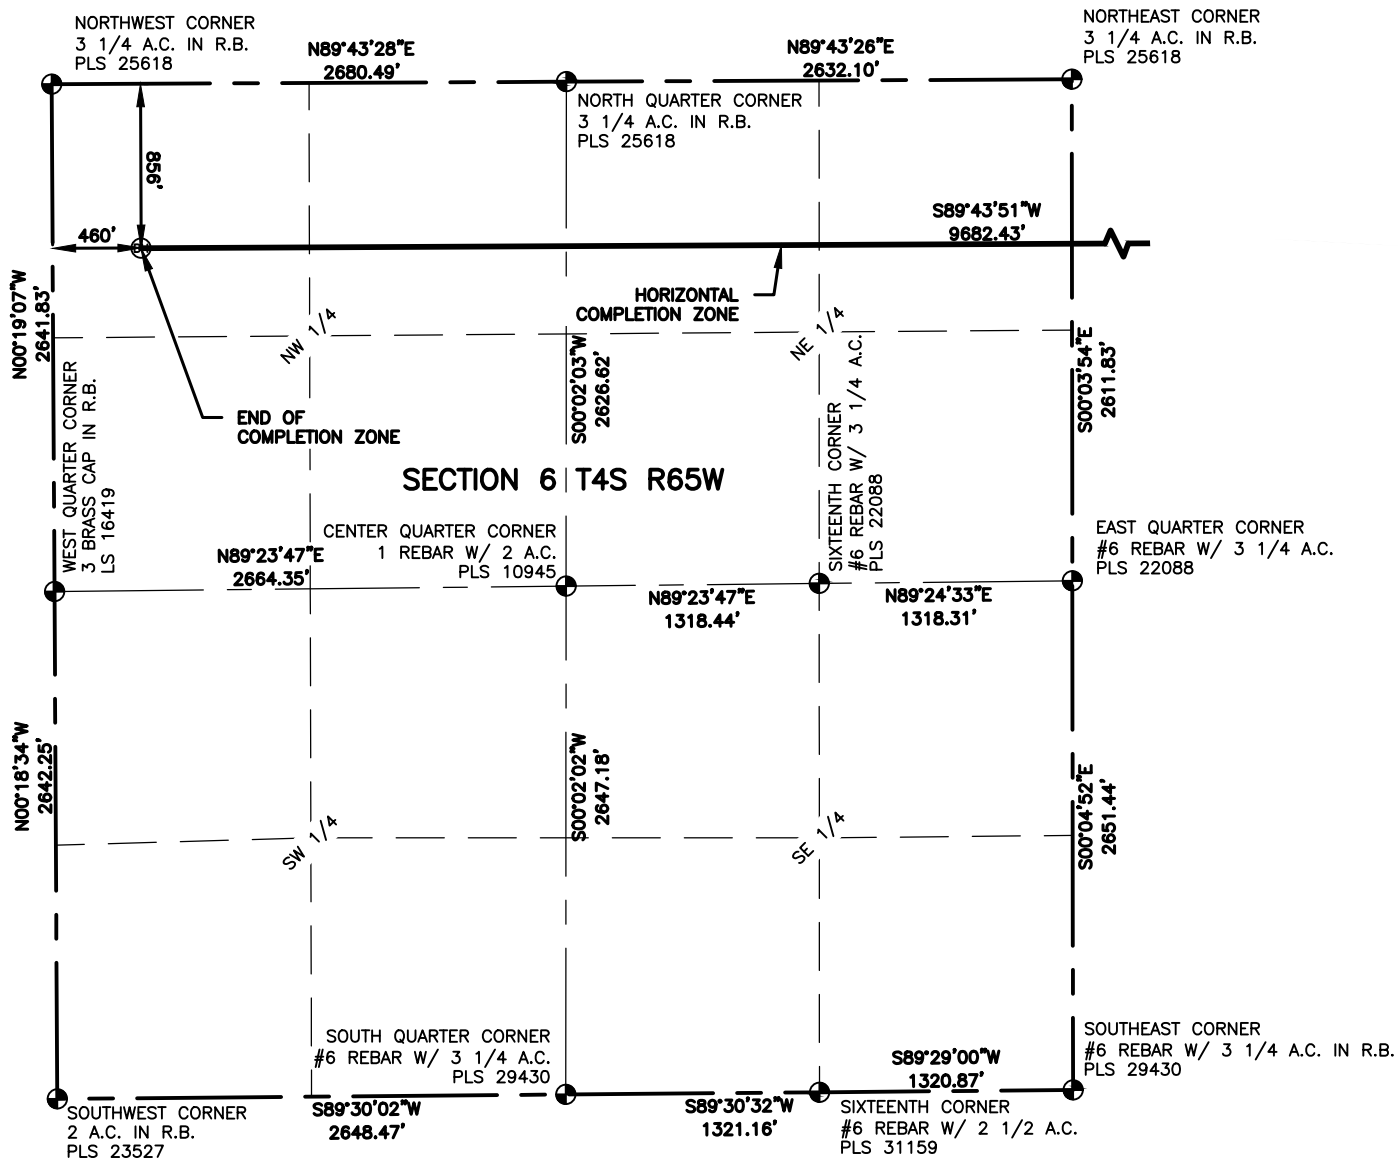 NORTHWEST CORNER
3 1/4 A.C. IN R.B.
PLS 25618
N89°43'28"E
2680.49'
N89°43'26"E
2632.10'
NORTHEAST CORNER
3 1/4 A.C. IN R.B.
PLS 25618
NORTH QUARTER CORNER
3 1/4 A.C. IN R.B.
PLS 25618
856'
460'
S89°43'51"W
9682.43'
HORIZONTAL
COMPLETION ZONE
N00°19'07"W
2641.83'
NW 1/4
NE 1/4
S00°02'03"W
2626.62'
S00°03'54"E
2611.83'
END OF
COMPLETION ZONE
WEST QUARTER CORNER
3 BRASS CAP IN R.B.
LS 16419
SIXTEENTH CORNER
#6 REBAR W/ 3 1/4 A.C.
PLS 22088
SECTION 6 T4S R65W
CENTER QUARTER CORNER
1 REBAR W/ 2 A.C.
PLS 10945
EAST QUARTER CORNER
#6 REBAR W/ 3 1/4 A.C.
PLS 22088
N89°23'47"E
2664.35'
N89°23'47"E
1318.44'
N89°24'33"E
1318.31'
N00°18'34"W
2642.25'
S00°02'02"W
2647.18'
S00°04'52"E
2651.44'
SW 1/4
SE 1/4
SOUTH QUARTER CORNER
#6 REBAR W/ 3 1/4 A.C.
PLS 29430
S89°29'00"W
1320.87'
SOUTHEAST CORNER
#6 REBAR W/ 3 1/4 A.C. IN R.B.
PLS 29430
SOUTHWEST CORNER
2 A.C. IN R.B.
PLS 23527
S89°30'02"W
2648.47'
S89°30'32"W
1321.16'
SIXTEENTH CORNER
#6 REBAR W/ 2 1/2 A.C.
PLS 31159